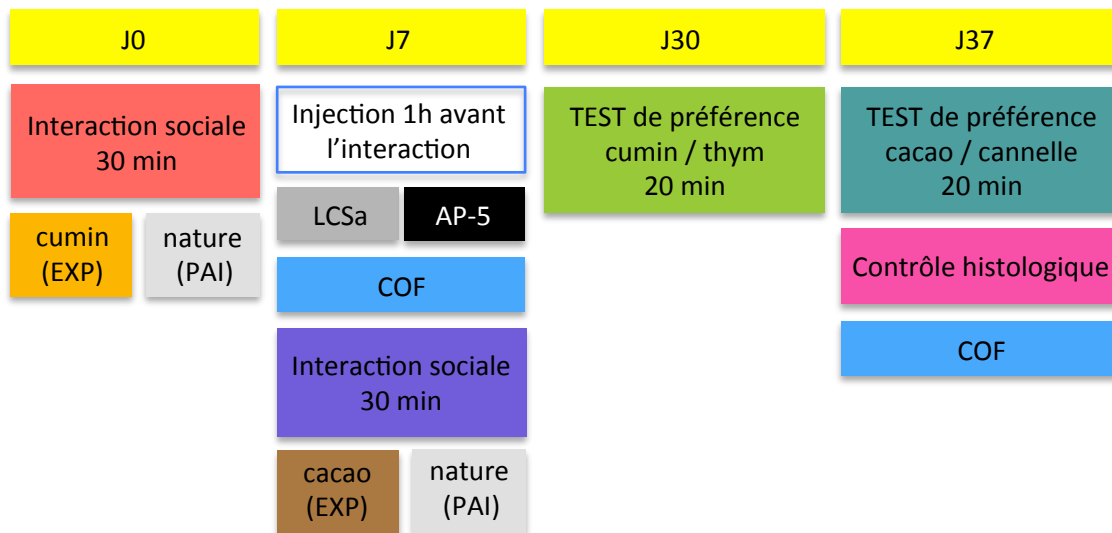 J0
Interaction sociale
30 min
cumin
(EXP)
nature
(PAI)
J7
Injection 1h avant
l'interaction
LCSa
AP-5
COF
Interaction sociale
30 min
cacao
(EXP)
nature
(PAI)
J30
TEST de préférence
cumin / thym
20 min
J37
TEST de préférence
cacao / cannelle
20 min
Contrôle histologique
COF